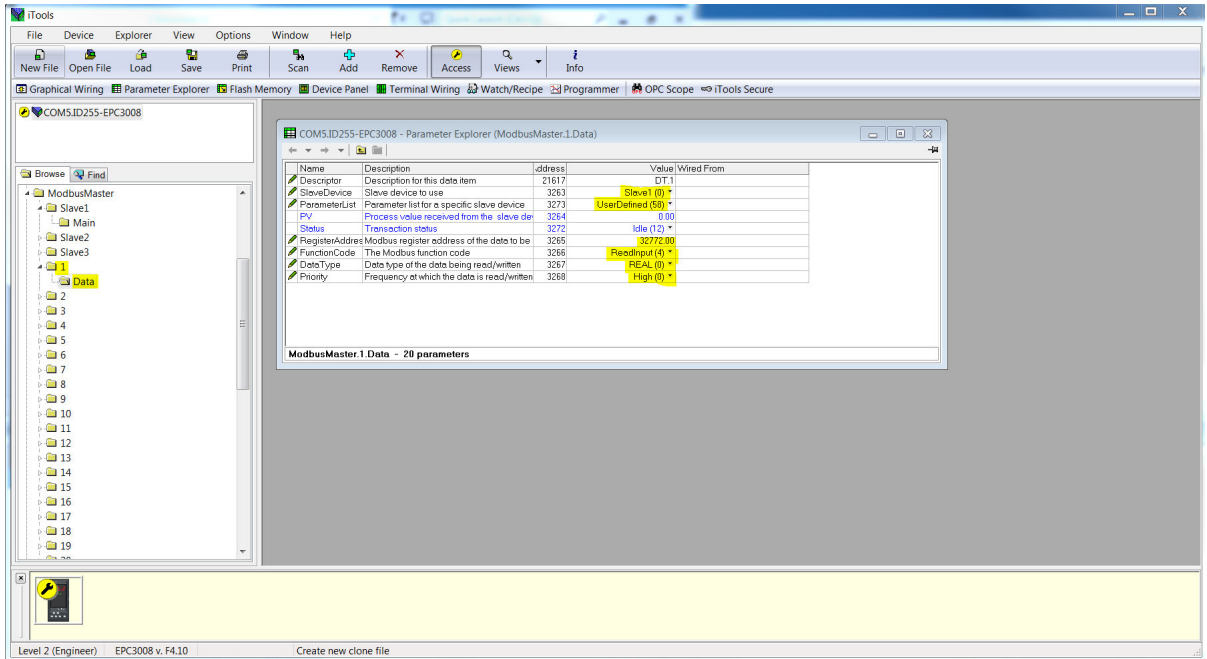 iTools
File Device Explorer View Options Window Help
New File Open File Load Save Print Scan Add Remove Access Views Info
Graphical Wiring Parameter Explorer Flash Memory Device Panel Terminal Wiring Watch/Recipe Programmer OPC Scope iTools Secure
COM5.ID255-EPC3008
Browse Find
ModbusMaster
Slave1
Main
Slave2
Slave3
1
Data
2
3
4
5
6
7
8
9
10
11
12
13
14
15
16
17
18
19
COM5.ID255-EPC3008 - Parameter Explorer (ModbusMaster.1.Data)
Name Description ddress Value Wired From
Descriptor Description for this data item 21617 DT.1
SlaveDevice Slave device to use 3263 Slave1 (0)
ParameterList Parameter list for a specific slave device 3273 UserDefined (58)
PV Process value received from the slave de 3264 0.00
Status Transaction status 3272 Idle (12)
RegisterAddres Modbus register address of the data to be 3265 32772.00
FunctionCode The Modbus function code 3266 ReadInput (4)
DataType Data type of the data being read/written 3267 REAL (0)
Priority Frequency at which the data is read/written 3268 High (0)
ModbusMaster.1.Data - 20 parameters
Level 2 (Engineer) EPC3008 v. F4.10 Create new clone file